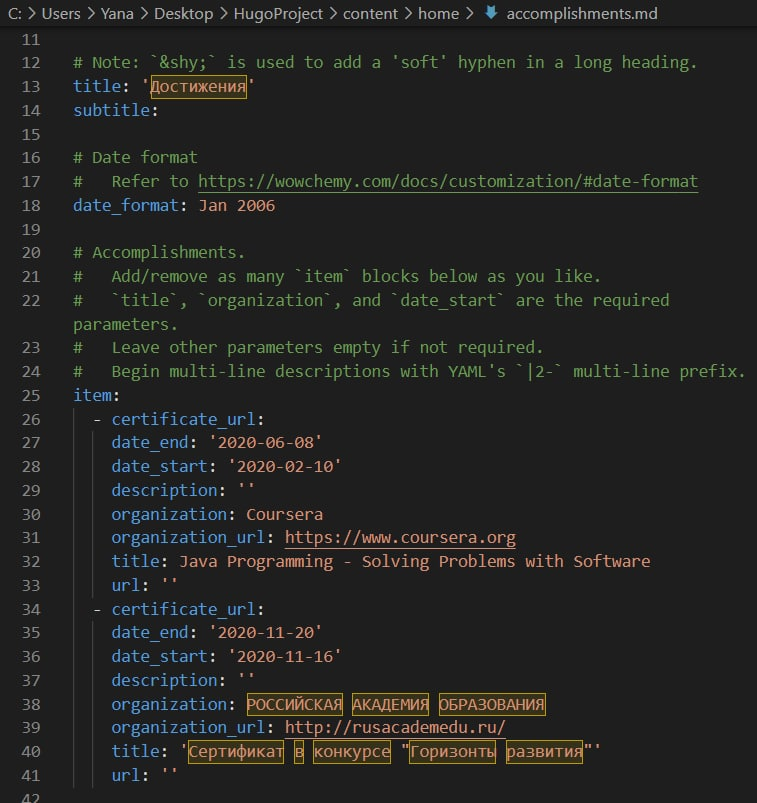 C: > Users > Yana > Desktop > HugoProject > content > home > accomplishments.md
11
12 # Note: `&shy;` is used to add a 'soft' hyphen in a long heading.
13 title: 'Достижения'
14 subtitle:
15
16 # Date format
17 #   Refer to https://wowchemy.com/docs/customization/#date-format
18 date_format: Jan 2006
19
20 # Accomplishments.
21 #   Add/remove as many `item` blocks below as you like.
22 #   `title`, `organization`, and `date_start` are the required
parameters.
23 #   Leave other parameters empty if not required.
24 #   Begin multi-line descriptions with YAML's `|2-` multi-line prefix.
25 item:
26   - certificate_url:
27     date_end: '2020-06-08'
28     date_start: '2020-02-10'
29     description: ''
30     organization: Coursera
31     organization_url: https://www.coursera.org
32     title: Java Programming - Solving Problems with Software
33     url: ''
34   - certificate_url:
35     date_end: '2020-11-20'
36     date_start: '2020-11-16'
37     description: ''
38     organization: РОССИЙСКАЯ АКАДЕМИЯ ОБРАЗОВАНИЯ
39     organization_url: http://rusacademedu.ru/
40     title: 'Сертификат в конкурсе "Горизонты развития"'
41     url: ''
42